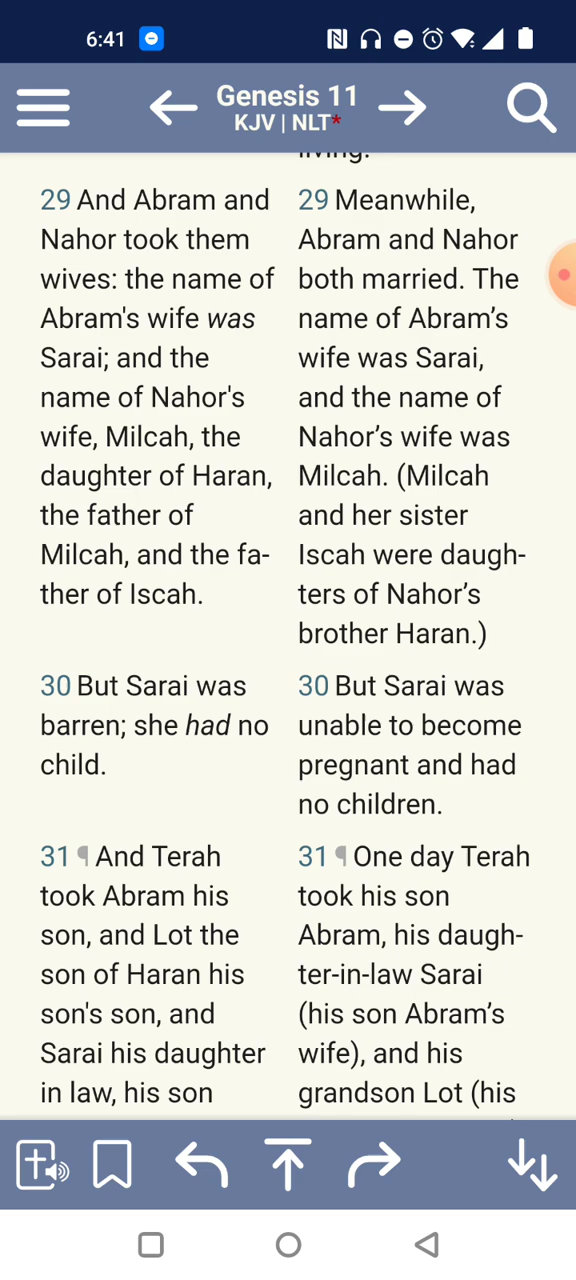 6:41
Genesis 11
KJV | NLT*
living.
29 And Abram and
Nahor took them
wives: the name of
Abram's wife was
Sarai; and the
name of Nahor's
wife, Milcah, the
daughter of Haran,
the father of
Milcah, and the fa-
ther of Iscah.
29 Meanwhile,
Abram and Nahor
both married. The
name of Abram’s
wife was Sarai,
and the name of
Nahor’s wife was
Milcah. (Milcah
and her sister
Iscah were daugh-
ters of Nahor’s
brother Haran.)
30 But Sarai was
barren; she had no
child.
30 But Sarai was
unable to become
pregnant and had
no children.
31 ¶ And Terah
took Abram his
son, and Lot the
son of Haran his
son's son, and
Sarai his daughter
in law, his son
31 ¶ One day Terah
took his son
Abram, his daugh-
ter-in-law Sarai
(his son Abram’s
wife), and his
grandson Lot (his